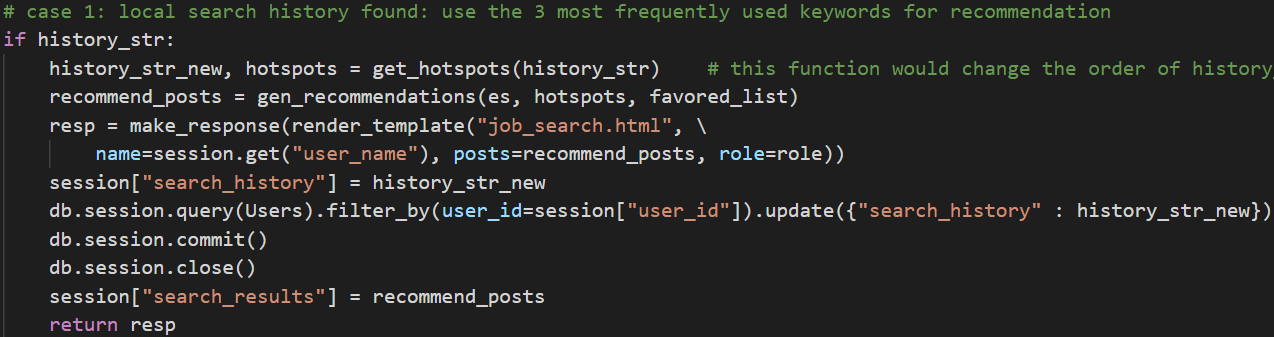 # case 1: local search history found: use the 3 most frequently used keywords for recommendation
if history_str:
    history_str_new, hotspots = get_hotspots(history_str)    # this function would change the order of history
    recommend_posts = gen_recommendations(es, hotspots, favored_list)
    resp = make_response(render_template("job_search.html", \
        name=session.get("user_name"), posts=recommend_posts, role=role))
    session["search_history"] = history_str_new
    db.session.query(Users).filter_by(user_id=session["user_id"]).update({"search_history" : history_str_new})
    db.session.commit()
    db.session.close()
    session["search_results"] = recommend_posts
    return resp